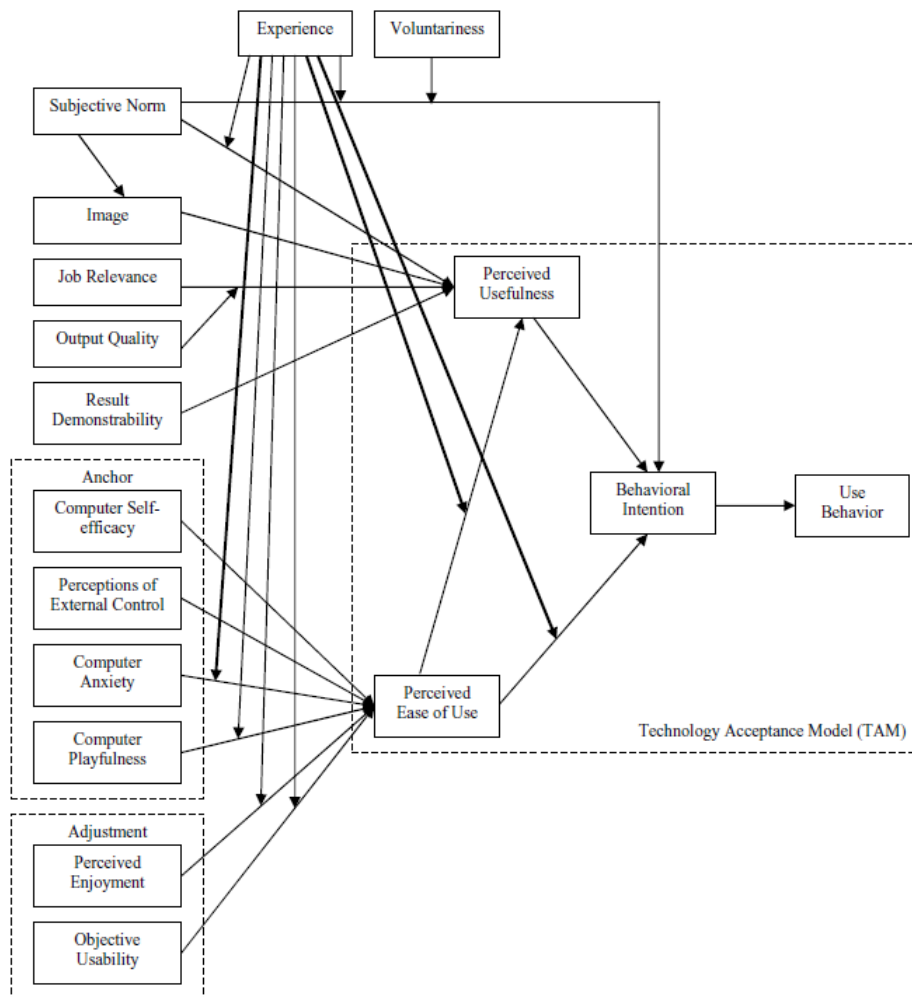 Experience
Voluntariness
Subjective Norm
Image
Job Relevance
Output Quality
Result
Demonstrability
Perceived
Usefulness
Anchor
Computer Self-
efficacy
Perceptions of
External Control
Computer
Anxiety
Computer
Playfulness
Behavioral
Intention
Use
Behavior
Perceived
Ease of Use
Technology Acceptance Model (TAM)
Adjustment
Perceived
Enjoyment
Objective
Usability